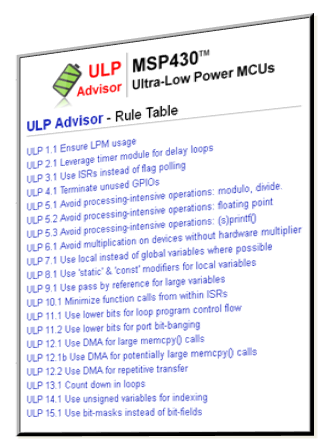 ULP Advisor
MSP430™
Ultra-Low Power MCUs
ULP Advisor - Rule Table
ULP 1.1 Ensure LPM usage
ULP 2.1 Leverage timer module for delay loops
ULP 3.1 Use ISRs instead of flag polling
ULP 4.1 Terminate unused GPIOs
ULP 5.1 Avoid processing-intensive operations: modulo, divide.
ULP 5.2 Avoid processing-intensive operations: floating point
ULP 5.3 Avoid processing-intensive operations: (s)printf()
ULP 6.1 Avoid multiplication on devices without hardware multiplier
ULP 7.1 Use local instead of global variables where possible
ULP 8.1 Use 'static' & 'const' modifiers for local variables
ULP 9.1 Use pass by reference for large variables
ULP 10.1 Minimize function calls from within ISRs
ULP 11.1 Use lower bits for loop program control flow
ULP 11.2 Use lower bits for port bit-banging
ULP 12.1 Use DMA for large memcpy() calls
ULP 12.1b Use DMA for potentially large memcpy() calls
ULP 12.2 Use DMA for repetitive transfer
ULP 13.1 Count down in loops
ULP 14.1 Use unsigned variables for indexing
ULP 15.1 Use bit-masks instead of bit-fields